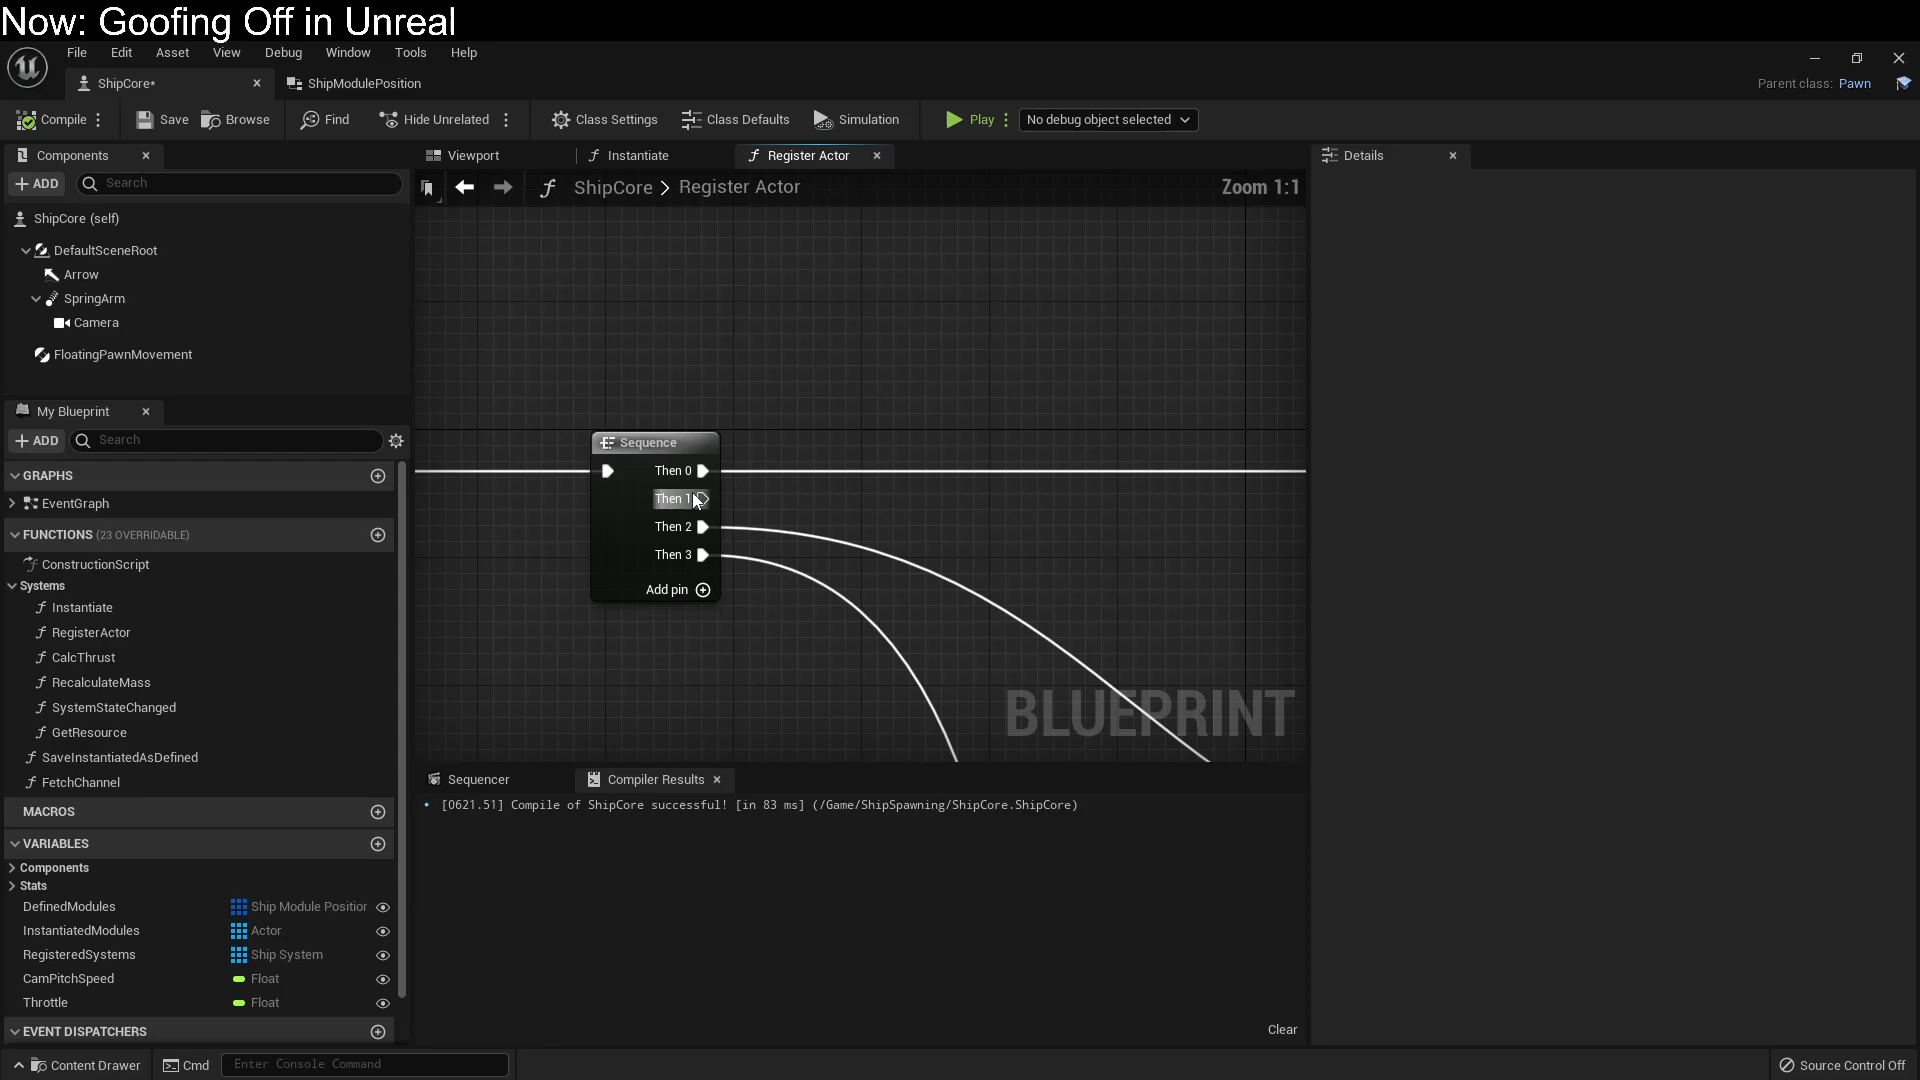 Now: Goofing Off in Unreal
File Edit Asset View Debug Window Tools Help
ShipCore* ShipModulePosition Parent class: Pawn
Compile Save Browse Find Hide Unrelated Class Settings Class Defaults Simulation Play No debug object selected
Components Viewport Instantiate Register Actor Details
ADD Search ShipCore > Register Actor Zoom 1:1
ShipCore (self)
DefaultSceneRoot
Arrow
SpringArm
Camera
FloatingPawnMovement
My Blueprint
ADD Search
GRAPHS
EventGraph
FUNCTIONS (23 OVERRIDABLE)
ConstructionScript
Systems
Instantiate
RegisterActor
CalcThrust
RecalculateMass
SystemStateChanged
GetResource
SaveInstantiatedAsDefined
FetchChannel
MACROS
VARIABLES
Components
Stats
DefinedModules Ship Module Position
InstantiatedModules Actor
RegisteredSystems Ship System
CamPitchSpeed Float
Throttle Float
EVENT DISPATCHERS
Sequence
Then 0
Then 1
Then 2
Then 3
Add pin
BLUEPRINT
Sequencer Compiler Results
[0621.51] Compile of ShipCore successful! [in 83 ms] (/Game/ShipSpawning/ShipCore.ShipCore)
Clear
Content Drawer Cmd Enter Console Command Source Control Off